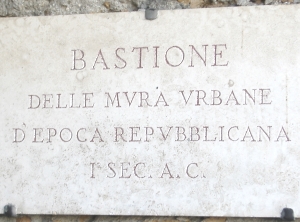 BASTIONE
DELLE MVRA VRBANE
D'EPOCA REPVBBLICANA
I° SEC. A.C.